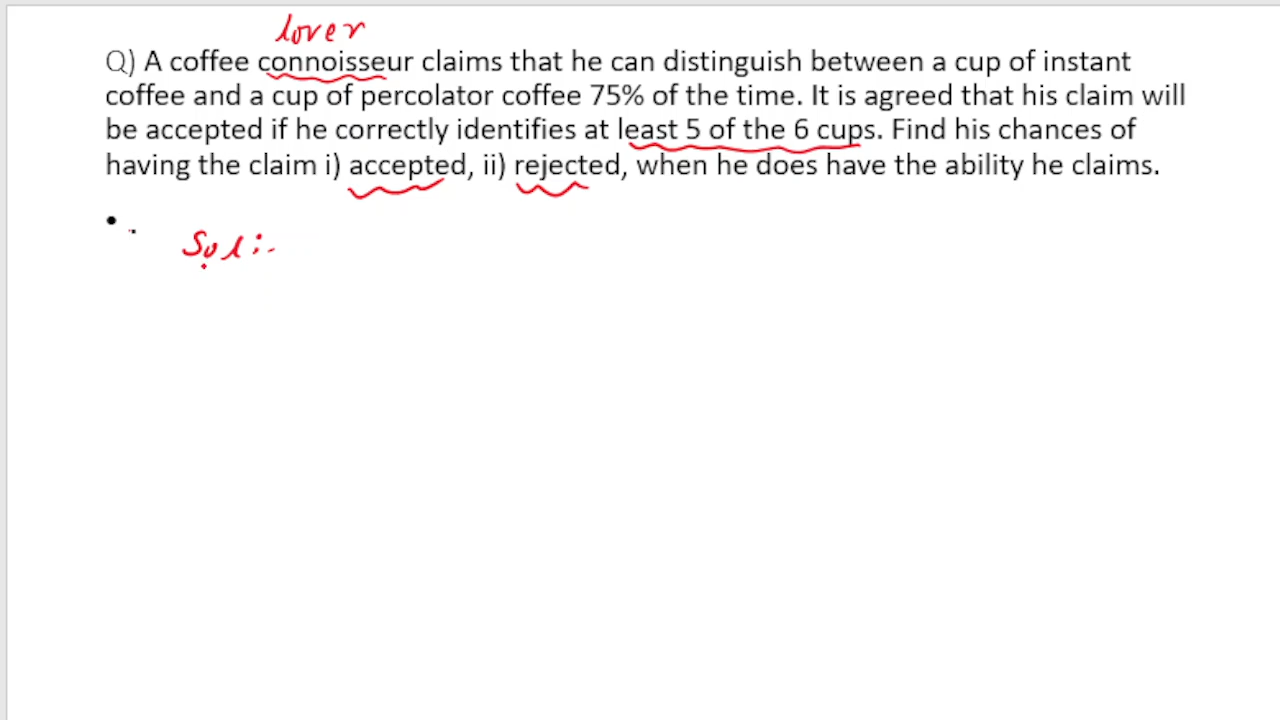 lover
Q) A coffee connoisseur claims that he can distinguish between a cup of instant
coffee and a cup of percolator coffee 75% of the time. It is agreed that his claim will
be accepted if he correctly identifies at least 5 of the 6 cups. Find his chances of
having the claim i) accepted, ii) rejected, when he does have the ability he claims.
• .
Sol:-